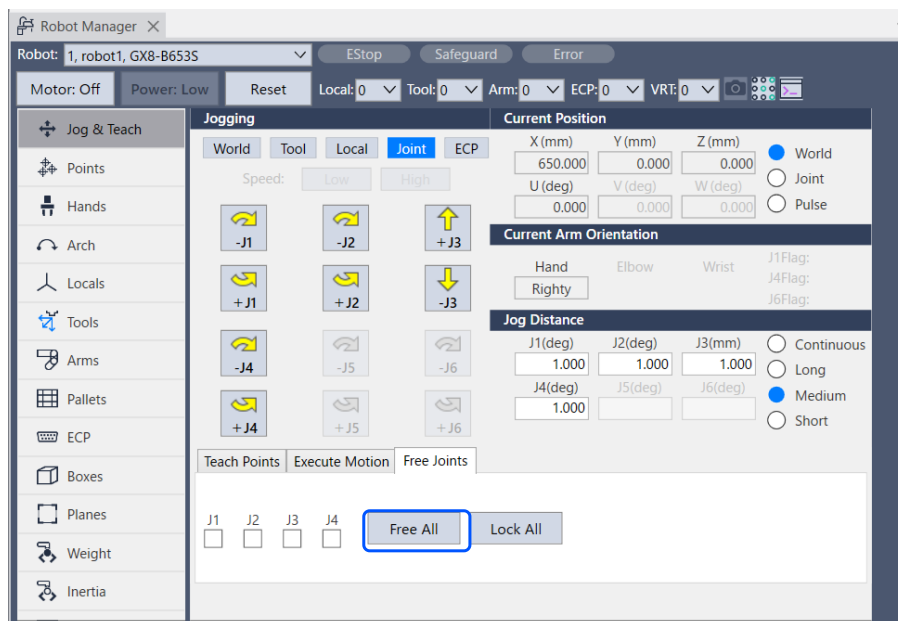 Robot Manager
Robot: 1, robot1, GX8-B653S EStop Safeguard Error
Motor: Off Power: Low Reset Local: 0 Tool: 0 Arm: 0 ECP: 0 VRT: 0
Jog & Teach
Points
Hands
Arch
Locals
Tools
Arms
Pallets
ECP
Boxes
Planes
Weight
Inertia
Jogging
World Tool Local Joint ECP
Speed: Low High
-J1 -J2 +J3
+J1 +J2 -J3
-J4 -J5 -J6
+J4 +J5 +J6
Current Position
X (mm) Y (mm) Z (mm)
650.000 0.000 0.000
U (deg) V (deg) W (deg)
0.000 0.000 0.000
World
Joint
Pulse
Current Arm Orientation
Hand Elbow Wrist
Righty
J1Flag:
J4Flag:
J6Flag:
Jog Distance
J1(deg) J2(deg) J3(mm)
1.000 1.000 1.000
J4(deg) J5(deg) J6(deg)
1.000
Continuous
Long
Medium
Short
Teach Points Execute Motion Free Joints
J1 J2 J3 J4
Free All Lock All